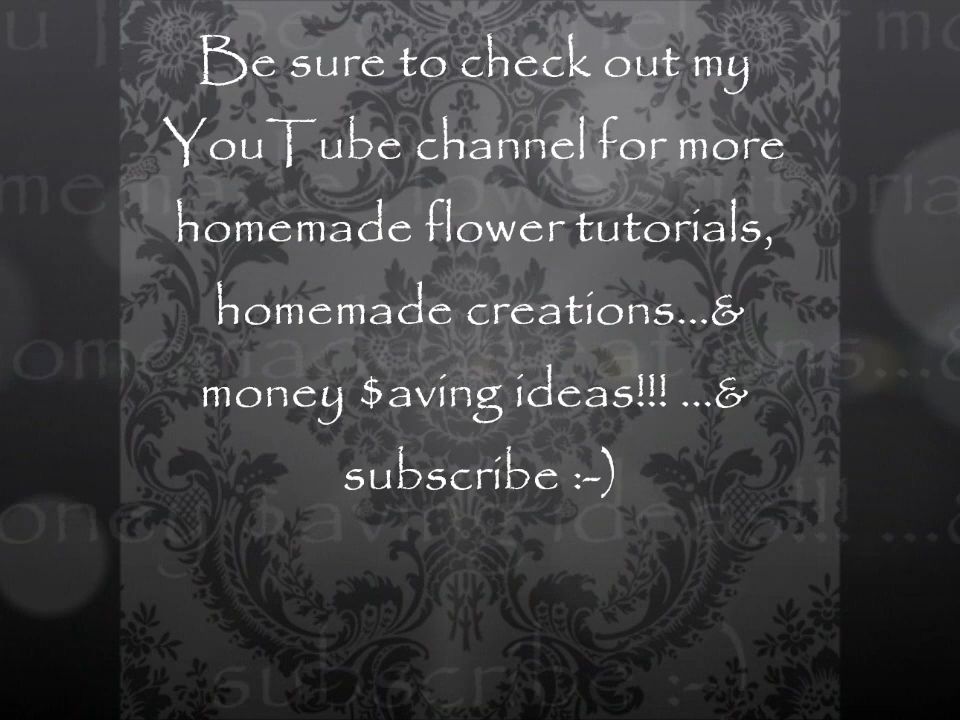 Be sure to check out my
YouTube channel for more
homemade flower tutorials,
homemade creations...&
money $aving ideas!!! ...&
subscribe :-)